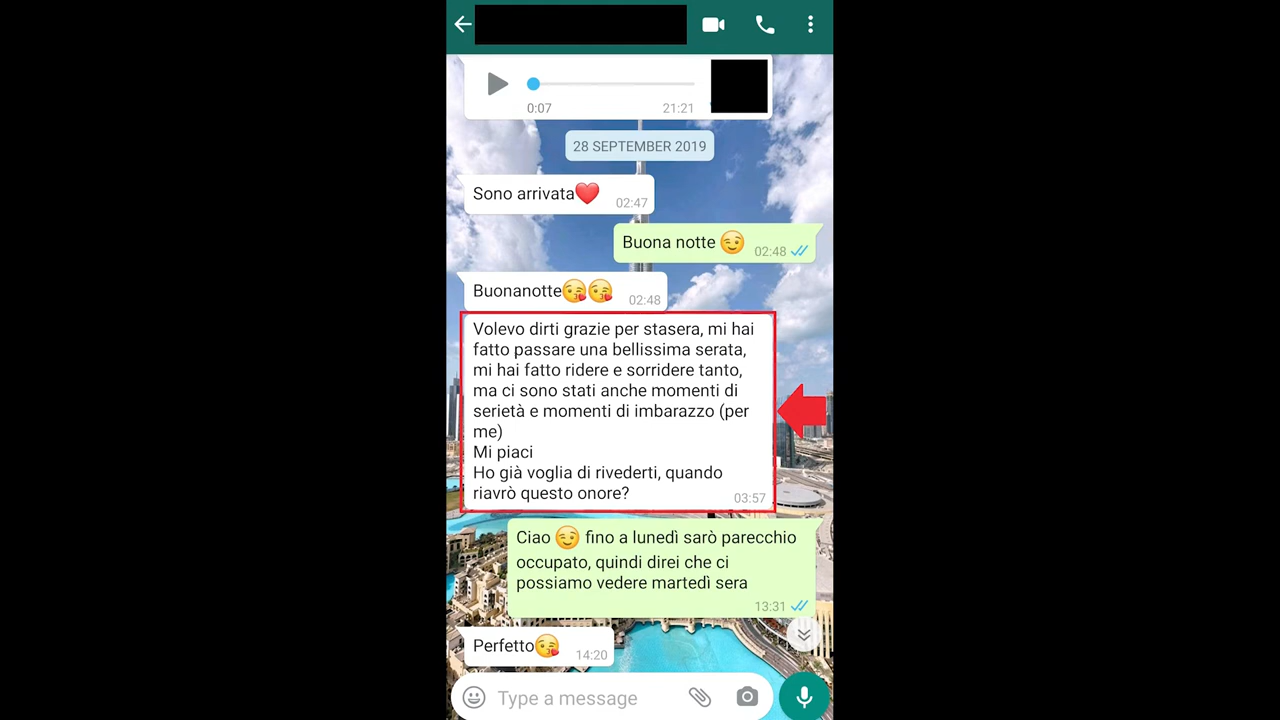 0:07 21:21
28 SEPTEMBER 2019
Sono arrivata❤️ 02:47
Buona notte 😉 02:48
Buonanotte😘😘 02:48
Volevo dirti grazie per stasera, mi hai
fatto passare una bellissima serata,
mi hai fatto ridere e sorridere tanto,
ma ci sono stati anche momenti di
serietà e momenti di imbarazzo (per
me)
Mi piaci
Ho già voglia di rivederti, quando
riavrò questo onore? 03:57
Ciao 😉 fino a lunedì sarò parecchio
occupato, quindi direi che ci
possiamo vedere martedì sera
13:31
Perfetto😘 14:20
Type a message